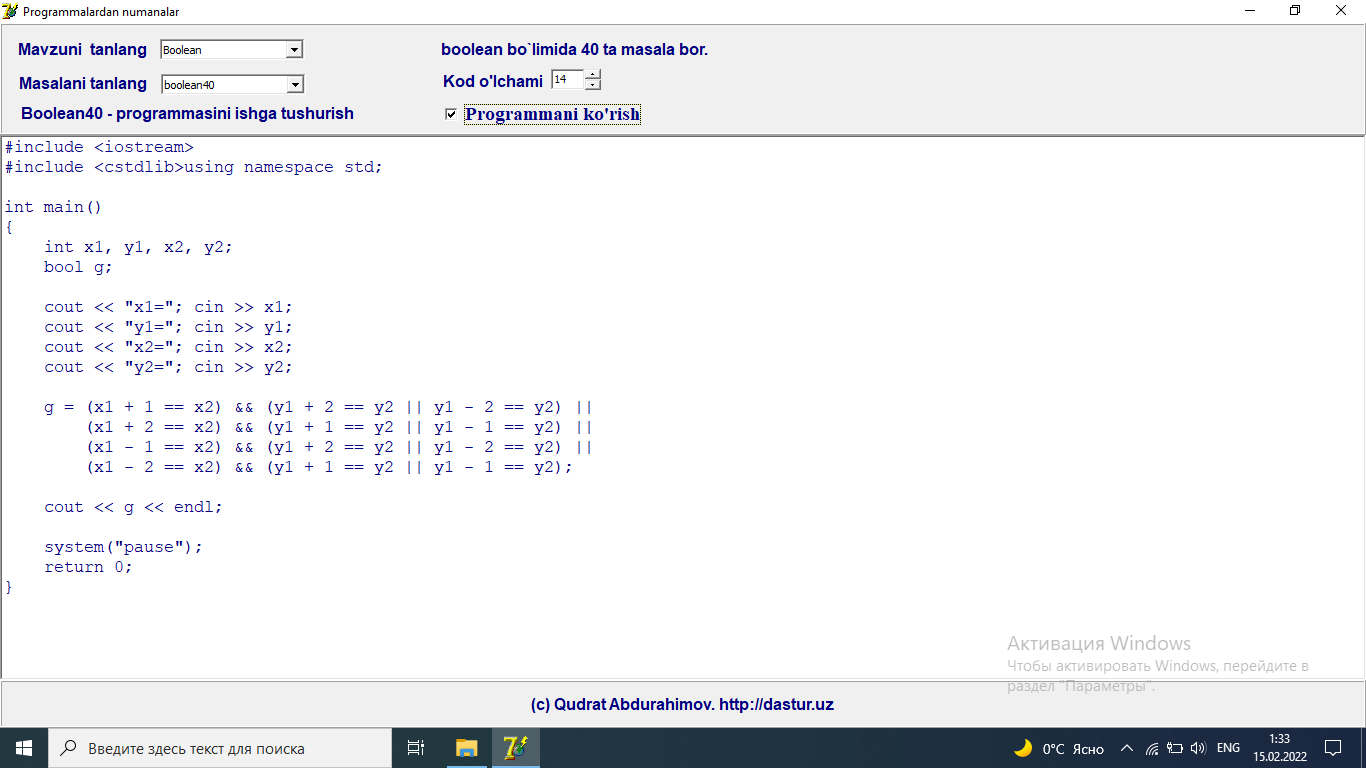 Programmalardan numanalar
Mavzuni tanlang Boolean boolean bo`limida 40 ta masala bor.
Masalani tanlang boolean40 Kod o'lchami 14
Boolean40 - programmasini ishga tushurish Programmani ko'rish
#include <iostream>
#include <cstdlib>using namespace std;
int main()
{
    int x1, y1, x2, y2;
    bool g;
    cout << "x1="; cin >> x1;
    cout << "y1="; cin >> y1;
    cout << "x2="; cin >> x2;
    cout << "y2="; cin >> y2;
    g = (x1 + 1 == x2) && (y1 + 2 == y2 || y1 - 2 == y2) ||
        (x1 + 2 == x2) && (y1 + 1 == y2 || y1 - 1 == y2) ||
        (x1 - 1 == x2) && (y1 + 2 == y2 || y1 - 2 == y2) ||
        (x1 - 2 == x2) && (y1 + 1 == y2 || y1 - 1 == y2);
    cout << g << endl;
    system("pause");
    return 0;
}
Активация Windows
Чтобы активировать Windows, перейдите в
раздел "Параметры".
(c) Qudrat Abdurahimov. http://dastur.uz
Введите здесь текст для поиска
0°C Ясно
ENG
1:33
15.02.2022